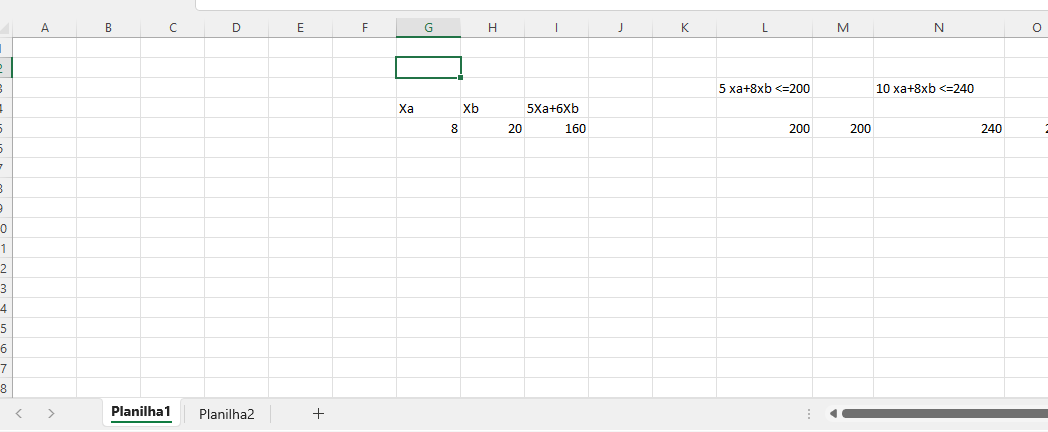 A B C D E F G H I J K L M N O
5 xa+8xb <=200 10 xa+8xb <=240
Xa Xb 5Xa+6Xb
8 20 160 200 200 240
Planilha1 Planilha2